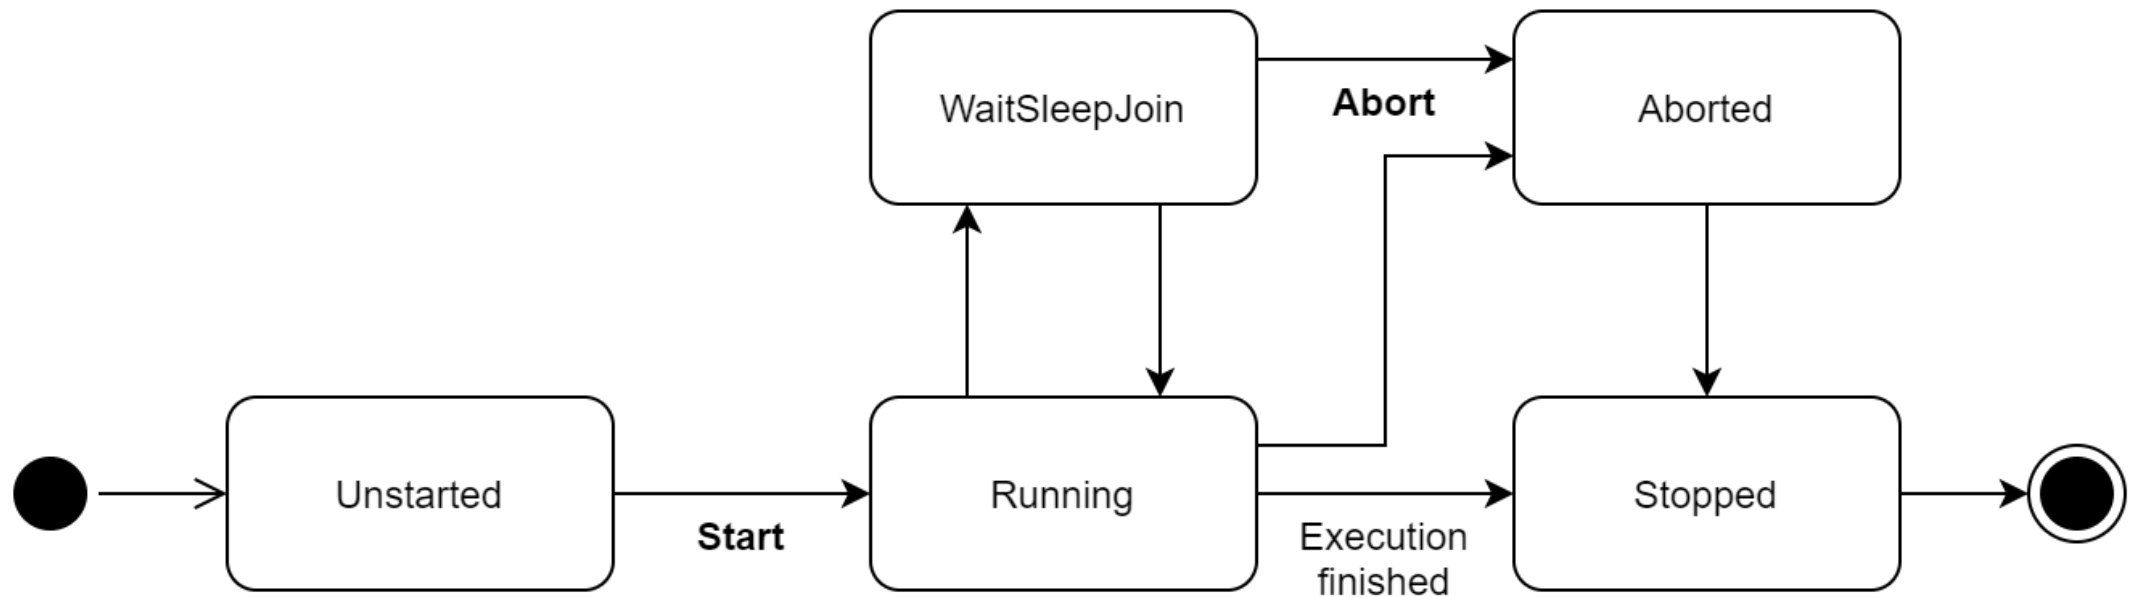 WaitSleepJoin
Abort
Aborted
Unstarted
Start
Running
Execution
finished
Stopped